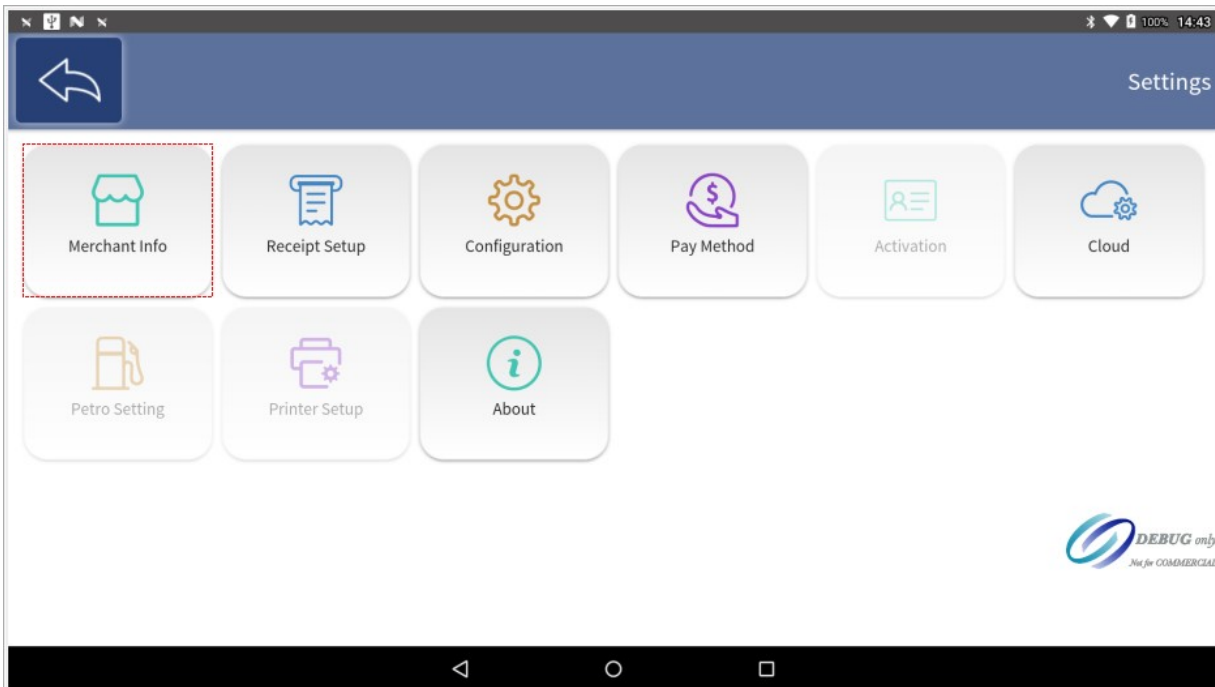 100% 14:43
Settings
Merchant Info
Receipt Setup
Configuration
Pay Method
Activation
Cloud
Petro Setting
Printer Setup
About
DEBUG only
Not for COMMERCIAL